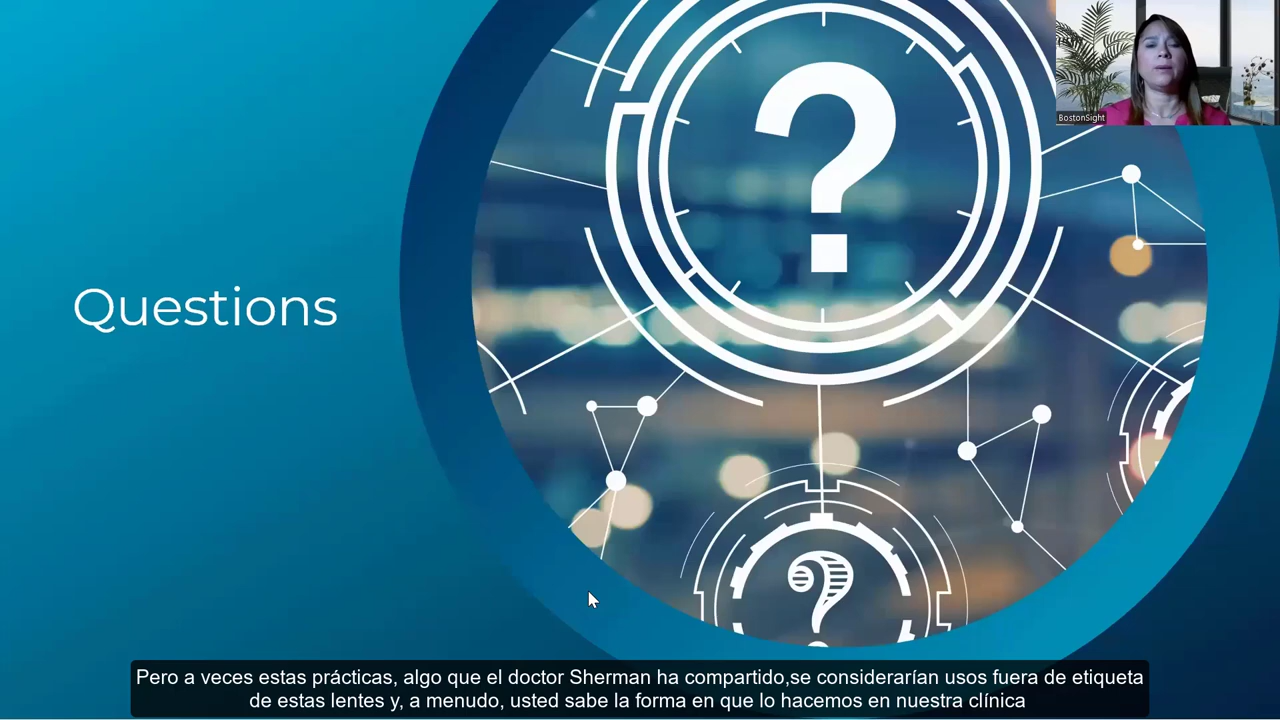 BostonSight
Questions
Pero a veces estas prácticas, algo que el doctor Sherman ha compartido,se considerarían usos fuera de etiqueta
de estas lentes y, a menudo, usted sabe la forma en que lo hacemos en nuestra clínica